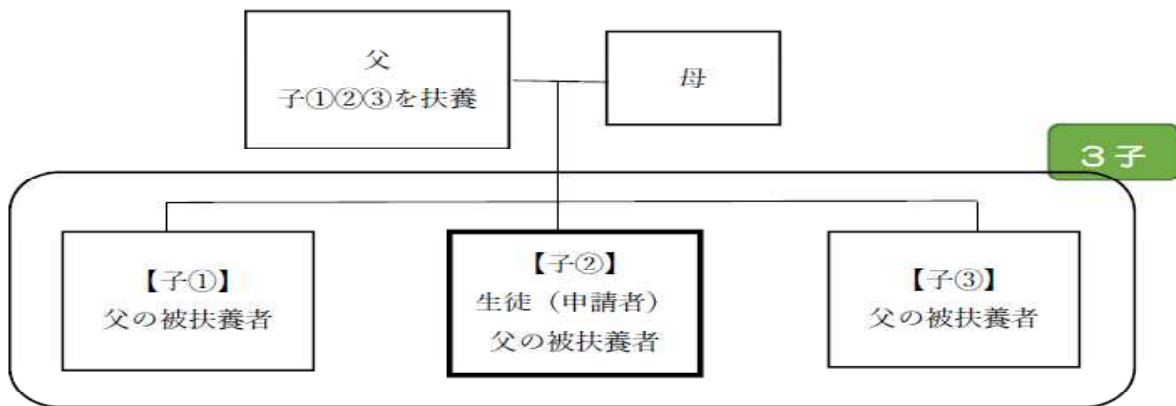 父
子①②③を扶養
母
３子
【子①】
父の被扶養者
【子②】
生徒（申請者）
父の被扶養者
【子③】
父の被扶養者